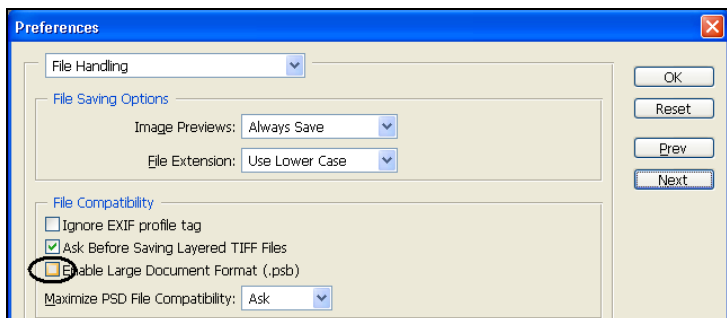 Preferences
File Handling
OK
File Saving Options
Reset
Image Previews: Always Save
Prev
File Extension: Use Lower Case
Next
File Compatibility
Ignore EXIF profile tag
Ask Before Saving Layered TIFF Files
Enable Large Document Format (.psb)
Maximize PSD File Compatibility: Ask